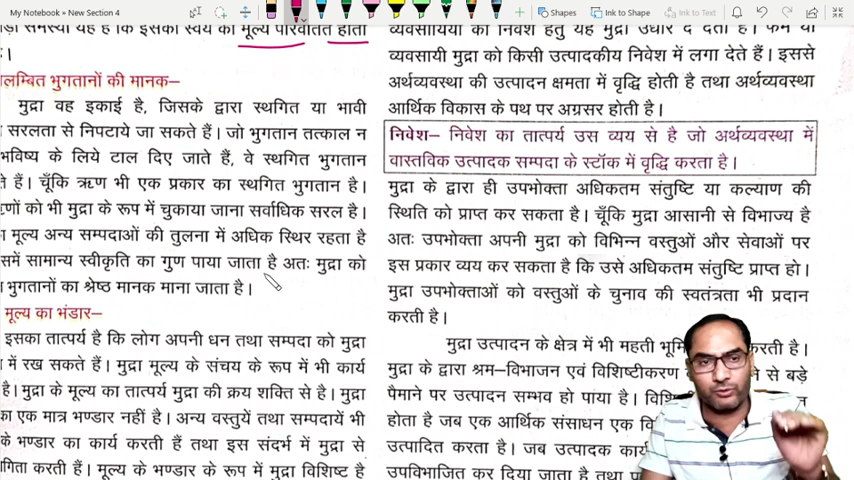 My Notebook » New Section 4
Shapes
Ink to Shape
Ink to Text
मूल्य परिवर्तित होता
है।
लम्बित भुगतानों की मानक–
मुद्रा वह इकाई है, जिसके द्वारा स्थगित या भावी
सरलता से निपटाये जा सकते हैं। जो भुगतान तत्काल न
भविष्य के लिये टाल दिए जाते हैं, वे स्थगित भुगतान
हैं। चूँकि ऋण भी एक प्रकार का स्थगित भुगतान है।
को भी मुद्रा के रूप में चुकाया जाना सर्वाधिक सरल है।
मूल्य अन्य सम्पदाओं की तुलना में अधिक स्थिर रहता है
सामान्य स्वीकृति का गुण पाया जाता है अतः मुद्रा को
भुगतानों का श्रेष्ठ मानक माना जाता है।
मूल्य का भंडार–
इसका तात्पर्य है कि लोग अपनी धन तथा सम्पदा को मुद्रा
में रख सकते हैं। मुद्रा मूल्य के संचय के रूप में भी कार्य
है। मुद्रा के मूल्य का तात्पर्य मुद्रा की क्रय शक्ति से है। मुद्रा
का एक मात्र भण्डार नहीं है। अन्य वस्तुयें तथा सम्पदायें भी
के भण्डार का कार्य करती हैं तथा इस संदर्भ में मुद्रा से
करती हैं। मूल्य के भण्डार के रूप में मुद्रा विशिष्ट है
व्यवसायियों को निवेश हेतु यह मुद्रा उधार दे देता है। फर्म या
व्यवसायी मुद्रा को किसी उत्पादकीय निवेश में लगा देते हैं। इससे
अर्थव्यवस्था की उत्पादन क्षमता में वृद्धि होती है तथा अर्थव्यवस्था
आर्थिक विकास के पथ पर अग्रसर होती है।
निवेश– निवेश का तात्पर्य उस व्यय से है जो अर्थव्यवस्था में
वास्तविक उत्पादक सम्पदा के स्टॉक में वृद्धि करता है।
मुद्रा के द्वारा ही उपभोक्ता अधिकतम संतुष्टि या कल्याण की
स्थिति को प्राप्त कर सकता है। चूँकि मुद्रा आसानी से विभाज्य है
अतः उपभोक्ता अपनी मुद्रा को विभिन्न वस्तुओं और सेवाओं पर
इस प्रकार व्यय कर सकता है कि उसे अधिकतम संतुष्टि प्राप्त हो।
मुद्रा उपभोक्ताओं को वस्तुओं के चुनाव की स्वतंत्रता भी प्रदान
करती है।
मुद्रा उत्पादन के क्षेत्र में भी महती करती है।
मुद्रा के द्वारा श्रम–विभाजन एवं विशिष्टीकरण से बड़े
पैमाने पर उत्पादन सम्भव हो पाया है।
होता है जब एक आर्थिक संसाधन एक
उत्पादित करता है। जब उत्पादक
उपविभाजित कर दिया जाता है तथा